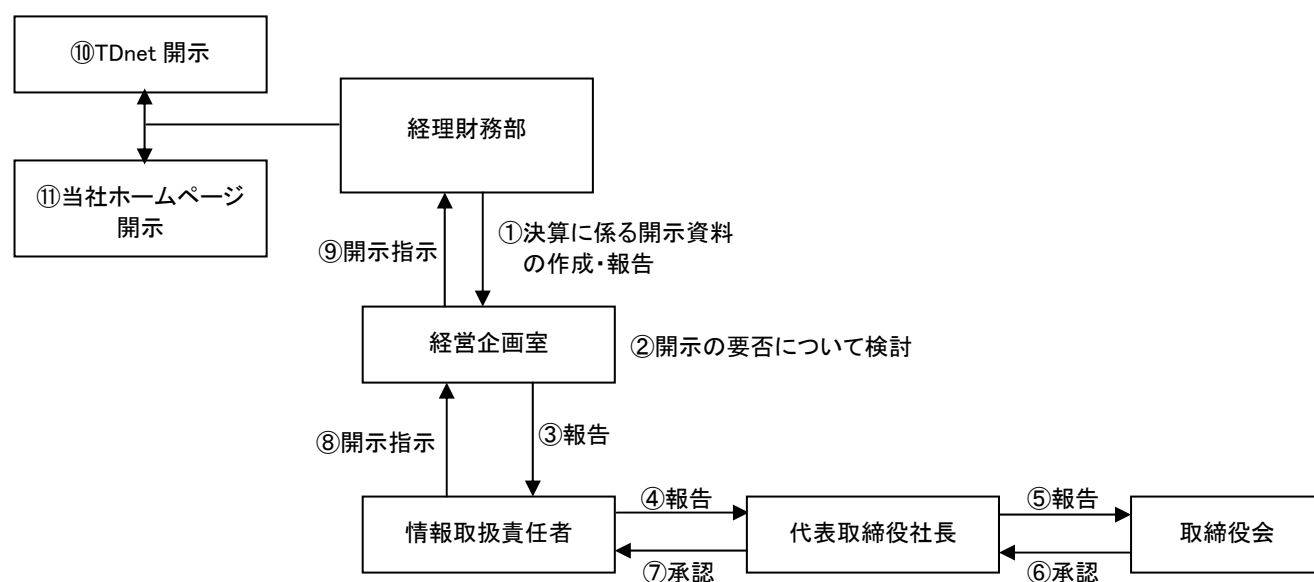 ⑩TDnet 開示
経理財務部
⑪当社ホームページ
開示
①決算に係る開示資料
の作成・報告
⑨開示指示
経営企画室
②開示の要否について検討
⑧開示指示
③報告
情報取扱責任者
④報告
代表取締役社長
⑤報告
取締役会
⑦承認
⑥承認